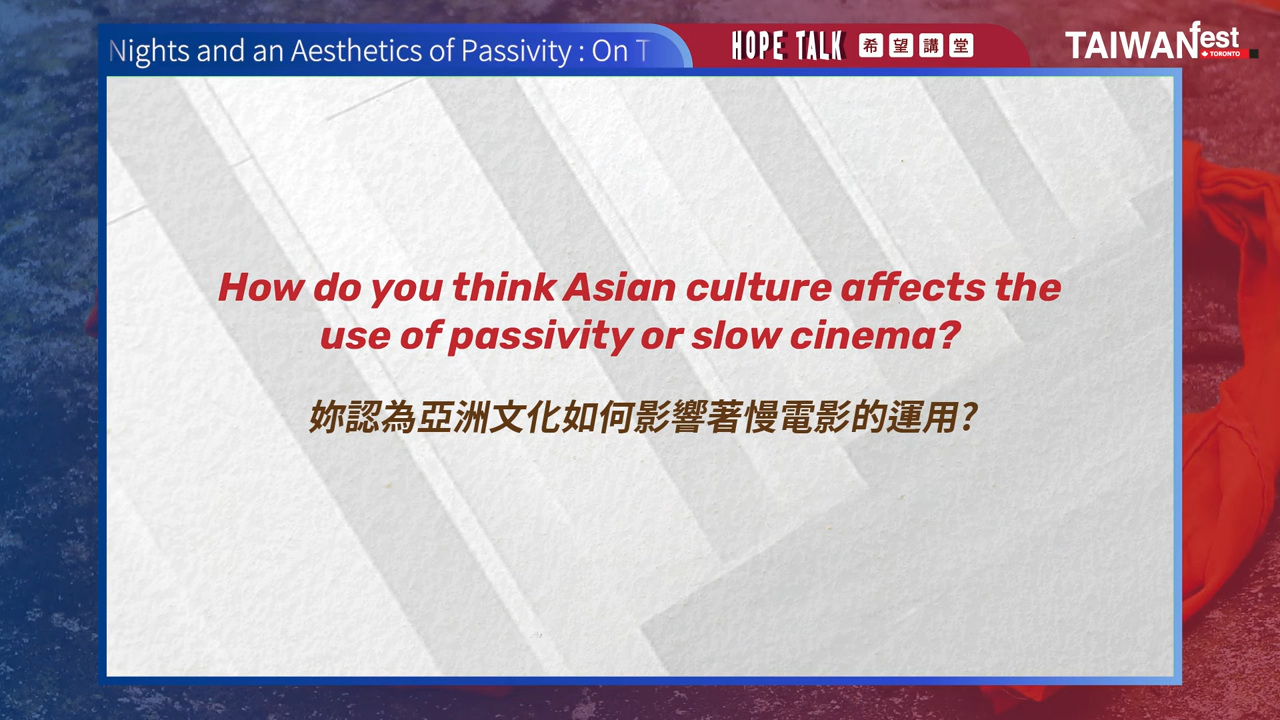 Nights and an Aesthetics of Passivity : On T
HOPE TALK 希望講堂
TAIWANfest
TORONTO
How do you think Asian culture affects the
use of passivity or slow cinema?
妳認為亞洲文化如何影響著慢電影的運用?